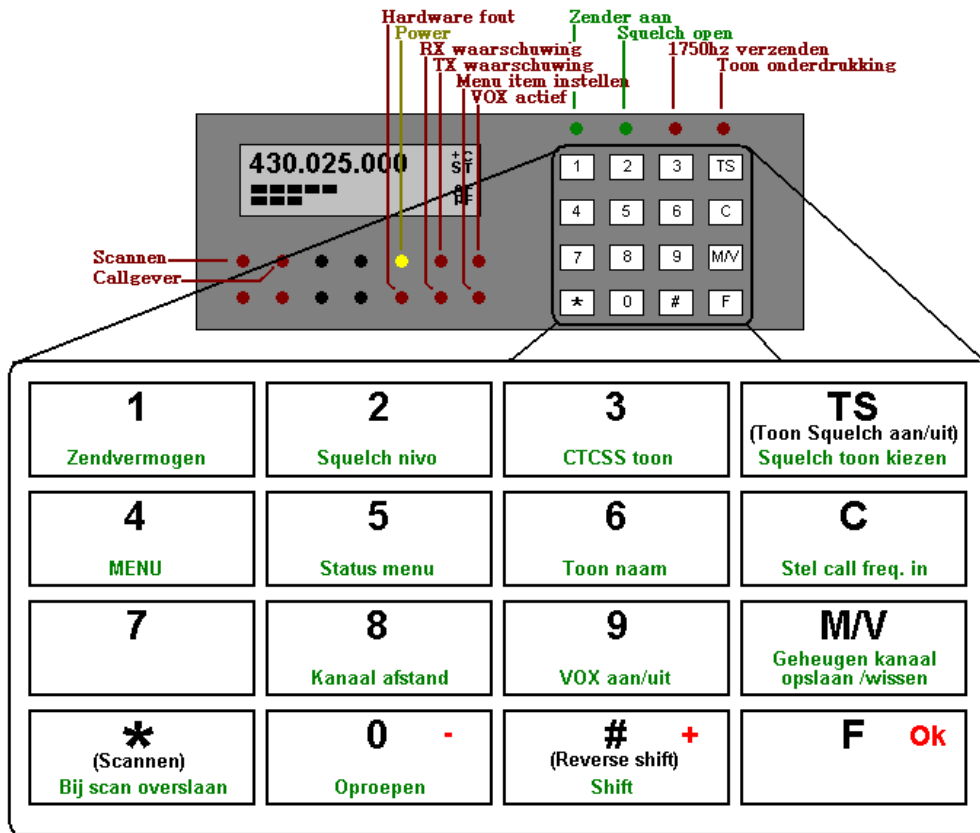 Hardware fout
Zender aan
Power
Squelch open
RX waarschuwing
1750hz verzenden
TX waarschuwing
Toon onderdrukking
Menu item instellen
VOX actief
430.025.000
+ C
S T
pF
1 2 3 TS
4 5 6 C
7 8 9 M/V
* 0 # F
Scannen
Callgever
1
Zendvermogen
2
Squelch nivo
3
CTCSS toon
TS
(Toon Squelch aan/uit)
Squelch toon kiezen
4
MENU
5
Status menu
6
Toon naam
C
Stel call freq. in
7
8
Kanaal afstand
9
VOX aan/uit
M/V
Geheugen kanaal
opslaan /wissen
*
(Scannen)
Bij scan overslaan
0 -
Oproepen
# +
(Reverse shift)
Shift
F Ok